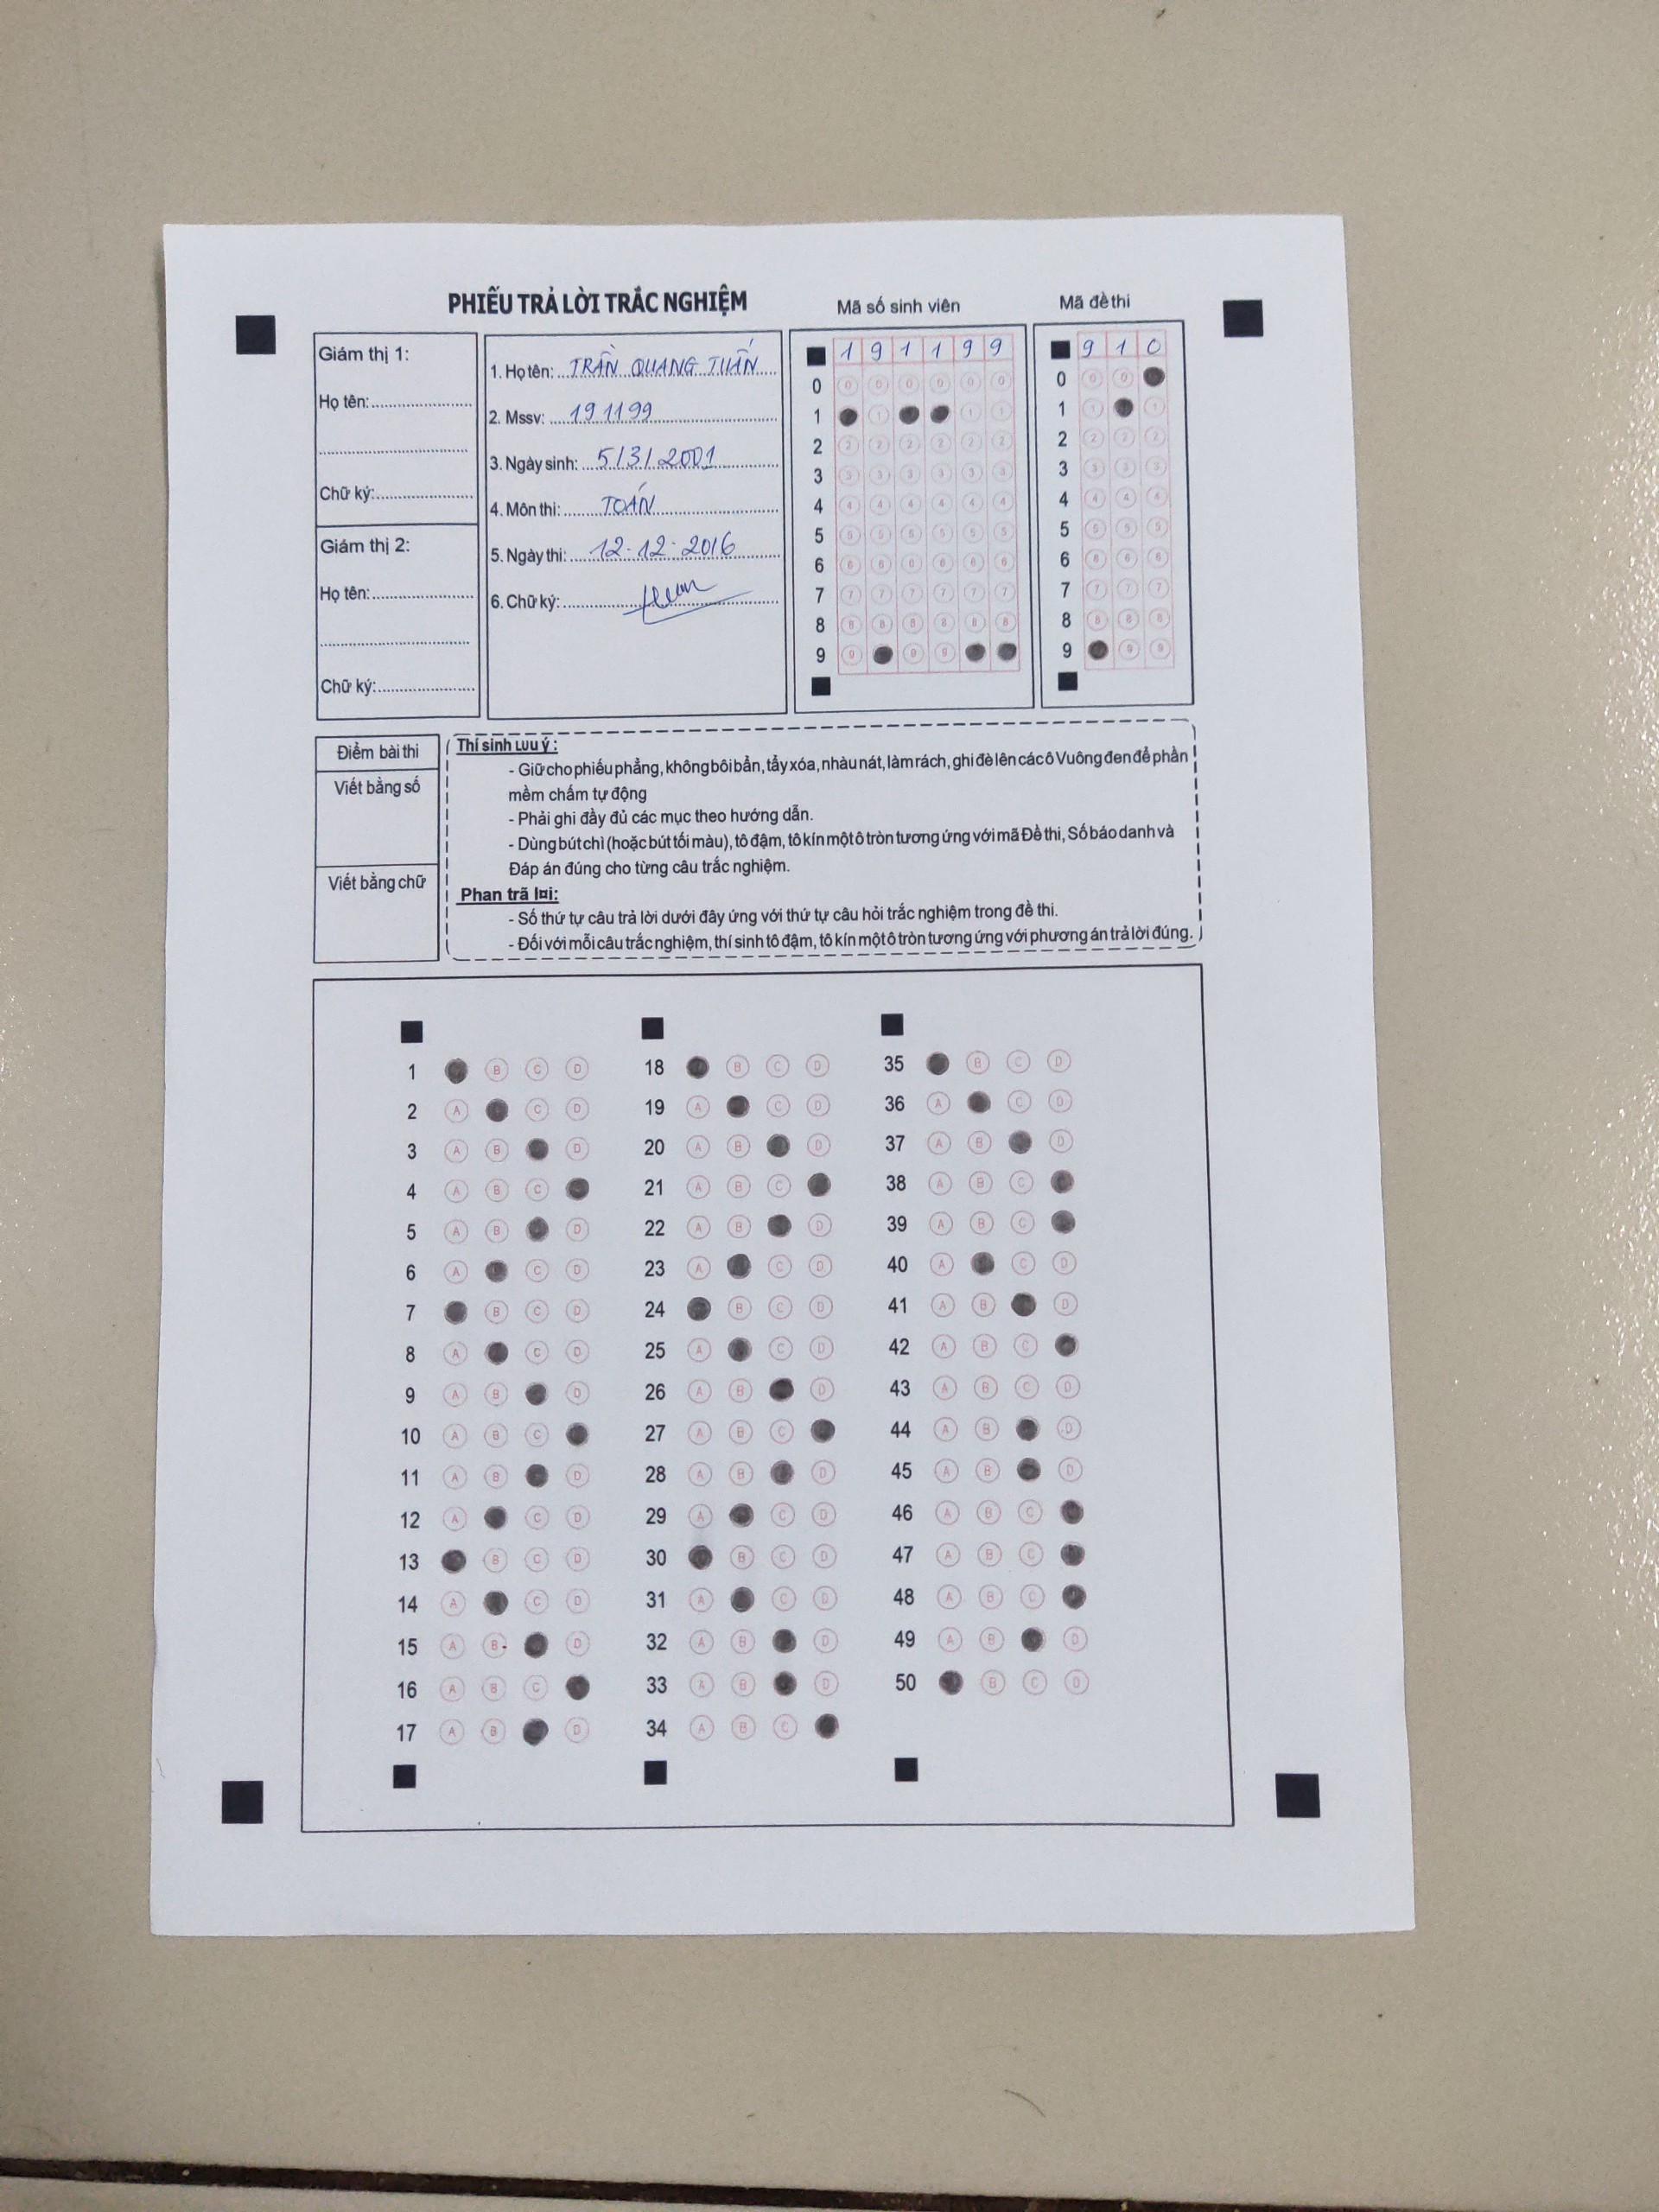 PHIẾU TRẢ LỜI TRẮC NGHIỆM
Mã số sinh viên
Mã đề thi
Giám thị 1:
Họ tên:
Chữ ký:
Giám thị 2:
Họ tên:
Chữ ký:
1. Họ tên: TRẦN QUANG TUẤN
2. Mssv: 191199
3. Ngày sinh: 5/3/2001
4. Môn thi: TOÁN
5. Ngày thi: 12.12.2016
6. Chữ ký:
1 9 1 1 9 9
0 0 0 0 0 0 0
1 1 1 1
2 2 2 2 2 2 2
3 3 3 3 3 3 3
4 4 4 4 4 4 4
5 5 5 5 5 5 5
6 6 6 6 6 6 6
7 7 7 7 7 7 7
8 8 8 8 8 8 8
9 9 9 9
9 1 0
0 0 0
1 1 1
2 2 2 2
3 3 3 3
4 4 4 4
5 5 5 5
6 6 6 6
7 7 7 7
8 8 8 8
9 9 9
Điểm bài thi
Viết bằng số
Viết bằng chữ
Thí sinh Lưu ý :
- Giữ cho phiếu phẳng, không bôi bẩn, tẩy xóa, nhàu nát, làm rách, ghi đè lên các ô Vuông đen để phần
mềm chấm tự động
- Phải ghi đầy đủ các mục theo hướng dẫn.
- Dùng bút chì (hoặc bút tối màu), tô đậm, tô kín một ô tròn tương ứng với mã Đề thi, Số báo danh và
Đáp án đúng cho từng câu trắc nghiệm.
Phan trã l¤i:
- Số thứ tự câu trả lời dưới đây ứng với thứ tự câu hỏi trắc nghiệm trong đề thi.
- Đối với mỗi câu trắc nghiệm, thí sinh tô đậm, tô kín một ô tròn tương ứng với phương án trả lời đúng.
1 B C D
2 A C D
3 A B D
4 A B C
5 A B D
6 A C D
7 B C D
8 A C D
9 A B D
10 A B C
11 A B D
12 A C D
13 B C D
14 A C D
15 A B D
16 A B C
17 A B D
18 B C D
19 A C D
20 A B D
21 A B C
22 A B D
23 A C D
24 B C D
25 A C D
26 A B D
27 A B C
28 A B D
29 A C D
30 B C D
31 A C D
32 A B D
33 A B D
34 A B C
35 B C D
36 A C D
37 A B D
38 A B C
39 A B C
40 A C D
41 A B D
42 A B C
43 A B C D
44 A B D
45 A B D
46 A B C
47 A B C
48 A B C
49 A B D
50 B C D